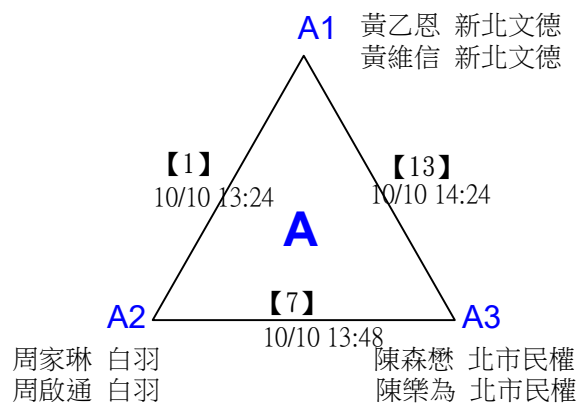 A1
黃乙恩 新北文德
黃維信 新北文德
【1】
10/10 13:24
【13】
10/10 14:24
A
【7】
10/10 13:48
A2
A3
周家琳 白羽
周啟通 白羽
陳森懋 北市民權
陳樂為 北市民權